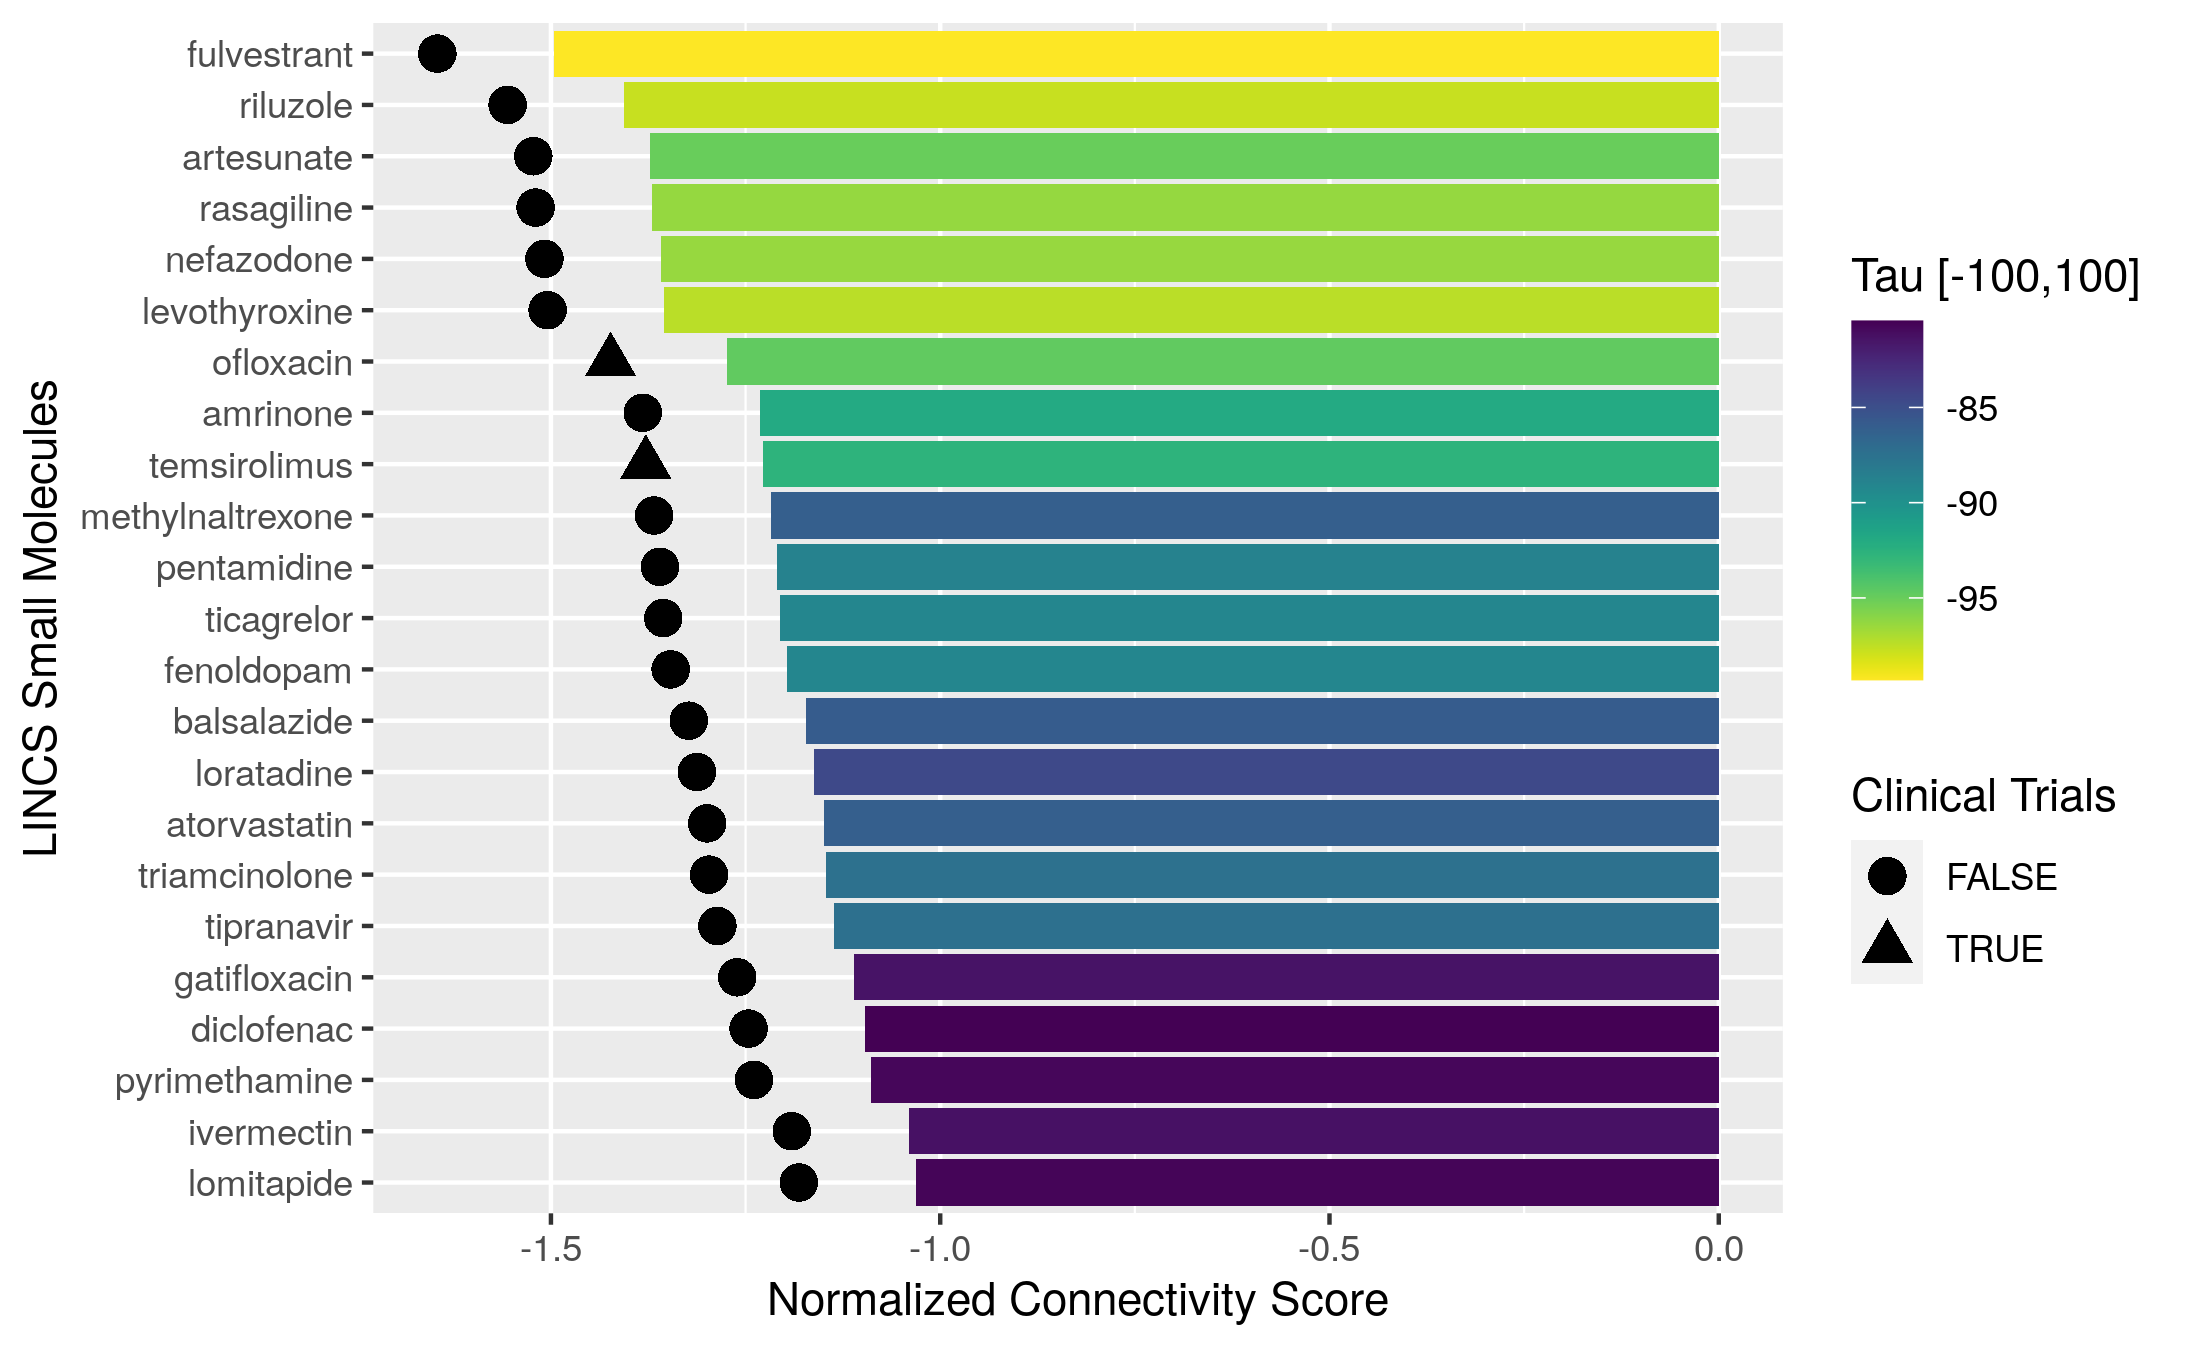 fulvestrant
riluzole
artesunate
rasagiline
nefazodone
levothyroxine
ofloxacin
amrinone
temsirolimus
methylnaltrexone
pentamidine
ticagrelor
fenoldopam
balsalazide
loratadine
atorvastatin
triamcinolone
tipranavir
gatifloxacin
diclofenac
pyrimethamine
ivermectin
lomitapide
LINCS Small Molecules
-1.5 -1.0 -0.5 0.0
Normalized Connectivity Score
Tau [-100,100]
-85
-90
-95
Clinical Trials
FALSE
TRUE